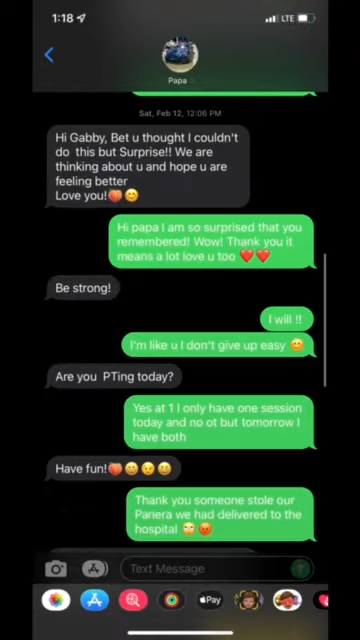 1:18
LTE
Papa
Sat, Feb 12, 12:06 PM
Hi Gabby, Bet u thought I couldn't
do this but Surprise!! We are
thinking about u and hope u are
feeling better
Love you!🍑😊
Hi papa I am so surprised that you
remembered! Wow! Thank you it
means a lot love u too ❤️❤️
Be strong!
I will !!
I'm like u I don't give up easy 😊
Are you PTing today?
Yes at 1 I only have one session
today and no ot but tomorrow I
have both
Have fun!🍑😀😉😀
Thank you someone stole our
Panera we had delivered to the
hospital 🙄😡
Text Message
Pay